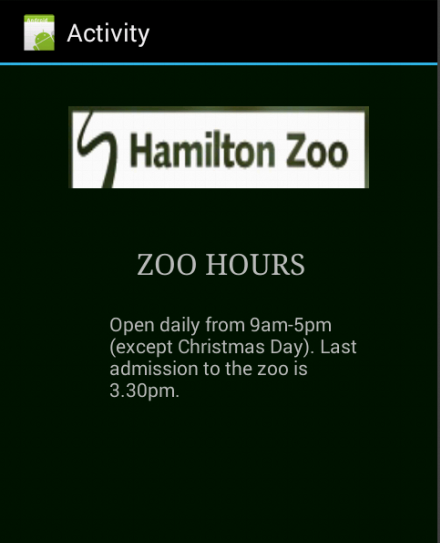 Activity
Hamilton Zoo
ZOO HOURS
Open daily from 9am-5pm
(except Christmas Day). Last
admission to the zoo is
3.30pm.